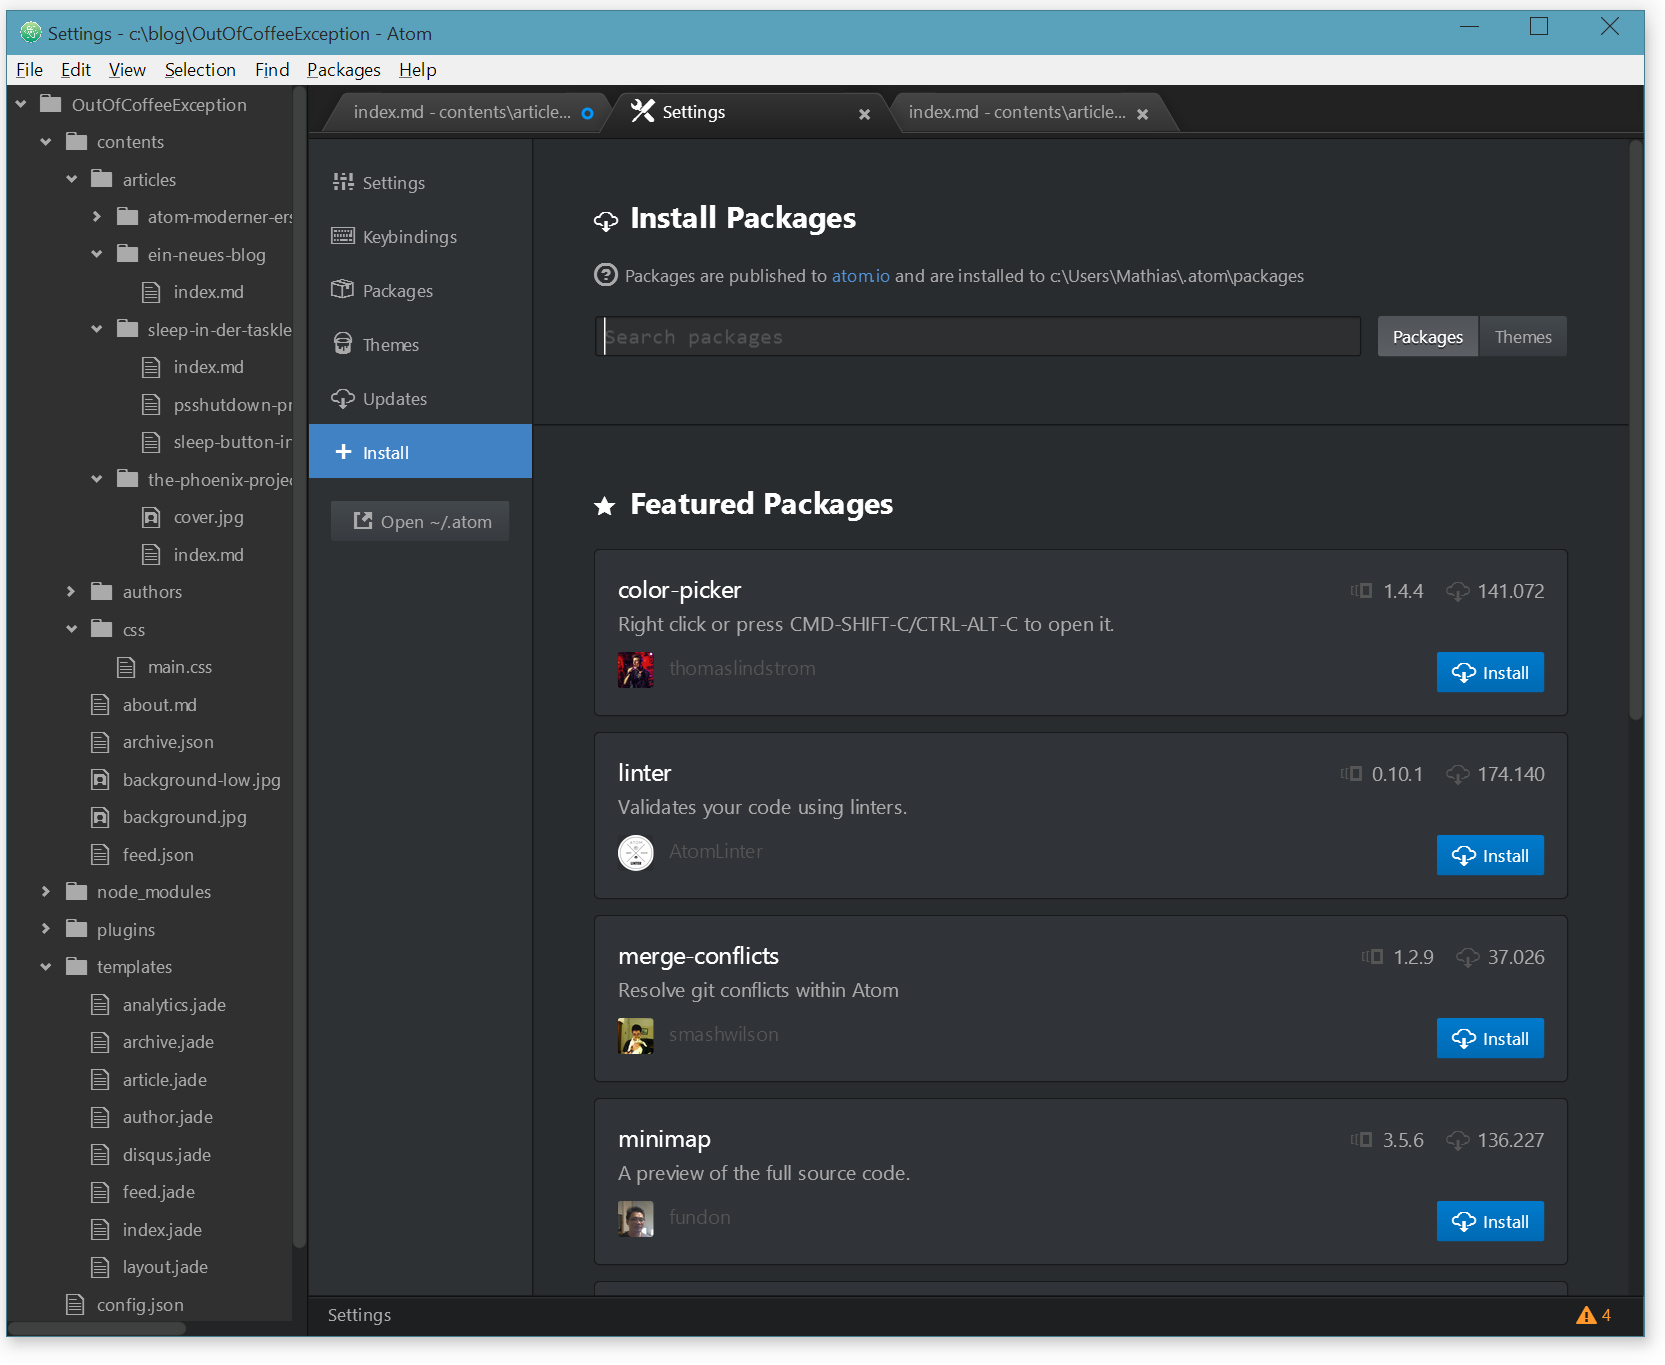 Settings - c:\blog\OutOfCoffeeException - Atom
File Edit View Selection Find Packages Help
OutOfCoffeeException
contents
articles
atom-moderner-ers
ein-neues-blog
index.md
sleep-in-der-taskle
index.md
psshutdown-pr
sleep-button-in
the-phoenix-projec
cover.jpg
index.md
authors
css
main.css
about.md
archive.json
background-low.jpg
background.jpg
feed.json
node_modules
plugins
templates
analytics.jade
archive.jade
article.jade
author.jade
disqus.jade
feed.jade
index.jade
layout.jade
config.json
index.md - contents\article...
Settings
index.md - contents\article...
Settings
Keybindings
Packages
Themes
Updates
Install
Open ~/.atom
Install Packages
Packages are published to atom.io and are installed to c:\Users\Mathias\.atom\packages
Search packages
Packages Themes
Featured Packages
color-picker 1.4.4 141.072
Right click or press CMD-SHIFT-C/CTRL-ALT-C to open it.
thomaslindstrom
Install
linter 0.10.1 174.140
Validates your code using linters.
AtomLinter
Install
merge-conflicts 1.2.9 37.026
Resolve git conflicts within Atom
smashwilson
Install
minimap 3.5.6 136.227
A preview of the full source code.
fundon
Install
Settings 4